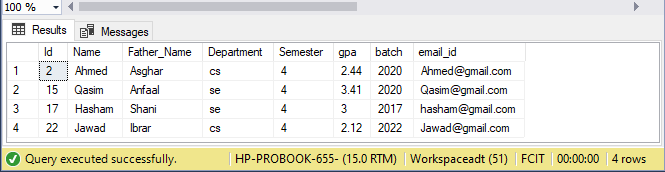 100 %
Results Messages
Id Name Father_Name Department Semester gpa batch email_id
1 2 Ahmed Asghar cs 4 2.44 2020 Ahmed@gmail.com
2 15 Qasim Anfaal se 4 3.41 2020 Qasim@gmail.com
3 17 Hasham Shani se 4 3 2017 hasham@gmail.com
4 22 Jawad Ibrar cs 4 2.12 2022 Jawad@gmail.com
Query executed successfully. HP-PROBOOK-655- (15.0 RTM) Workspaceadt (51) FCIT 00:00:00 4 rows